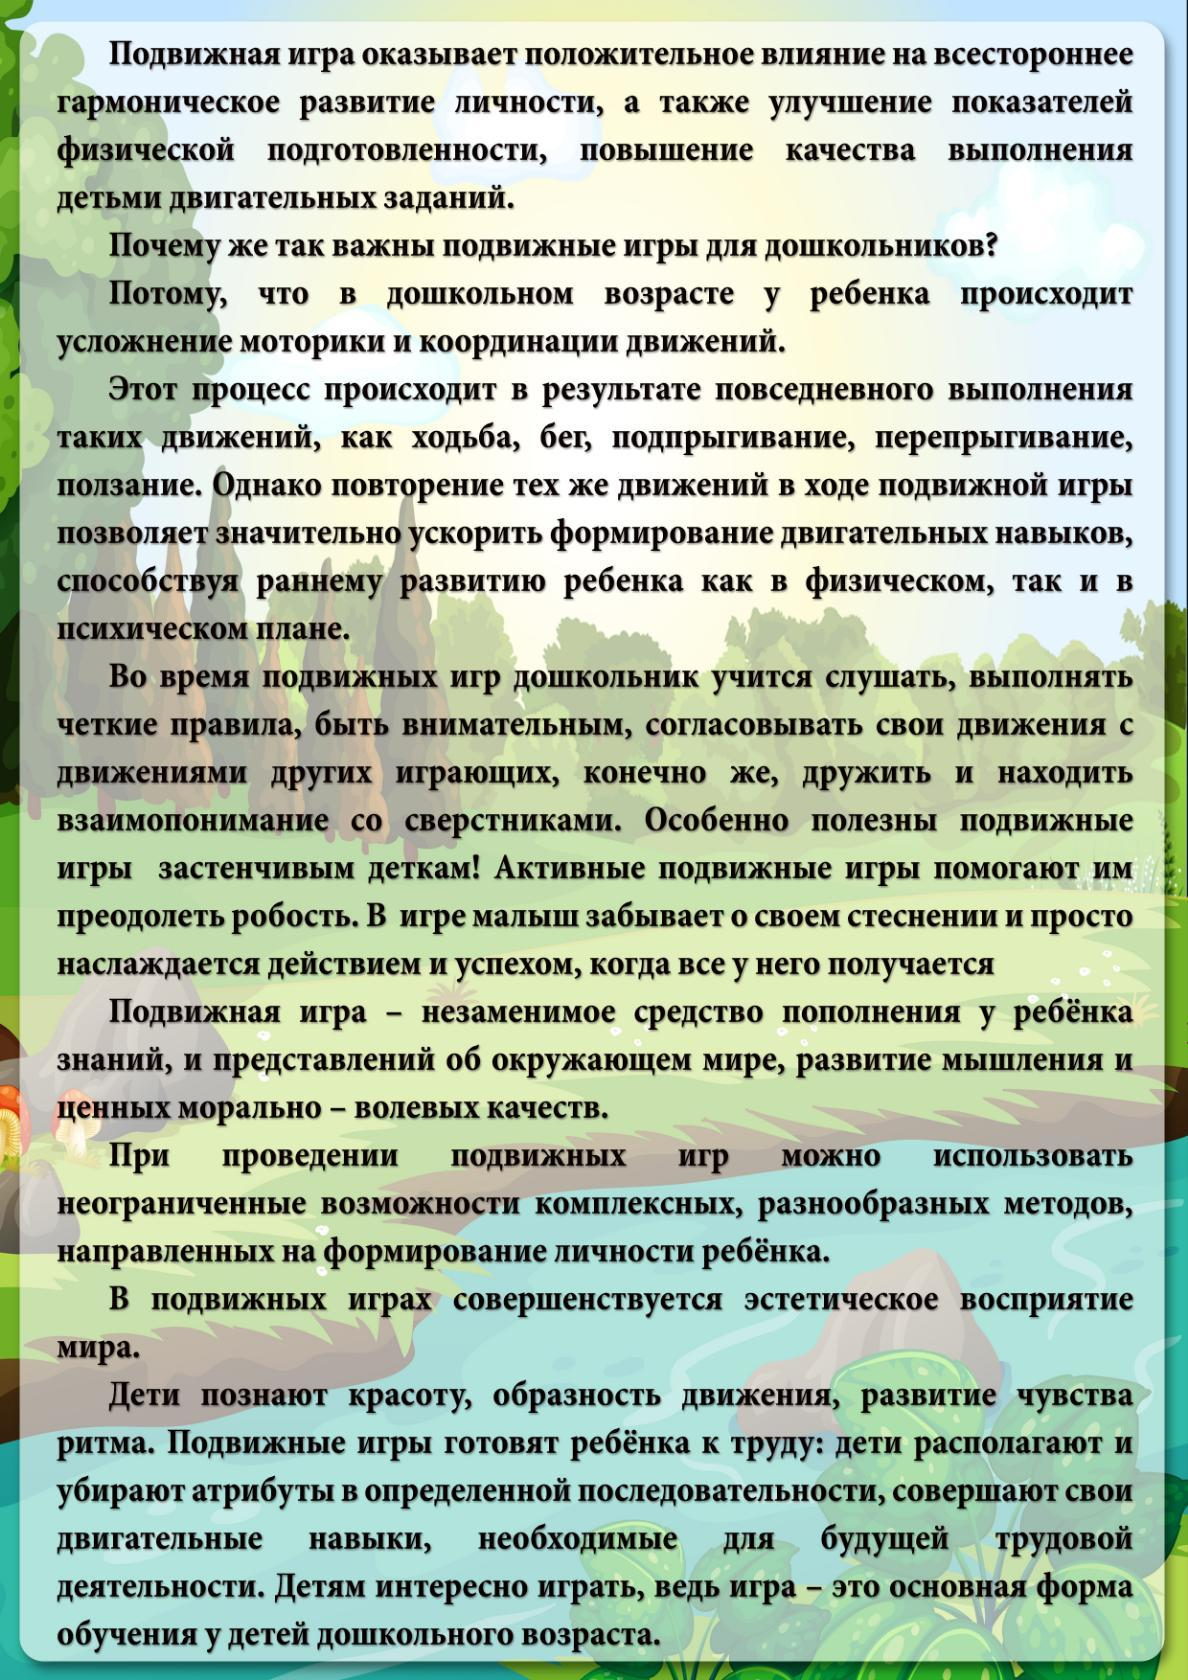 Подвижная игра оказывает положительное влияние на всестороннее
гармоническое развитие личности, а также улучшение показателей
физической подготовленности, повышение качества выполнения
детьми двигательных заданий.
Почему же так важны подвижные игры для дошкольников?
Потому, что в дошкольном возрасте у ребенка происходит
усложнение моторики и координации движений.
Этот процесс происходит в результате повседневного выполнения
таких движений, как ходьба, бег, подпрыгивание, перепрыгивание,
ползание. Однако повторение тех же движений в ходе подвижной игры
позволяет значительно ускорить формирование двигательных навыков,
способствуя раннему развитию ребенка как в физическом, так и в
психическом плане.
Во время подвижных игр дошкольник учится слушать, выполнять
четкие правила, быть внимательным, согласовывать свои движения с
движениями других играющих, конечно же, дружить и находить
взаимопонимание со сверстниками. Особенно полезны подвижные
игры застенчивым деткам! Активные подвижные игры помогают им
преодолеть робость. В игре малыш забывает о своем стеснении и просто
наслаждается действием и успехом, когда все у него получается
Подвижная игра – незаменимое средство пополнения у ребёнка
знаний, и представлений об окружающем мире, развитие мышления и
ценных морально – волевых качеств.
При проведении подвижных игр можно использовать
неограниченные возможности комплексных, разнообразных методов,
направленных на формирование личности ребёнка.
В подвижных играх совершенствуется эстетическое восприятие
мира.
Дети познают красоту, образность движения, развитие чувства
ритма. Подвижные игры готовят ребёнка к труду: дети располагают и
убирают атрибуты в определенной последовательности, совершают свои
двигательные навыки, необходимые для будущей трудовой
деятельности. Детям интересно играть, ведь игра – это основная форма
обучения у детей дошкольного возраста.